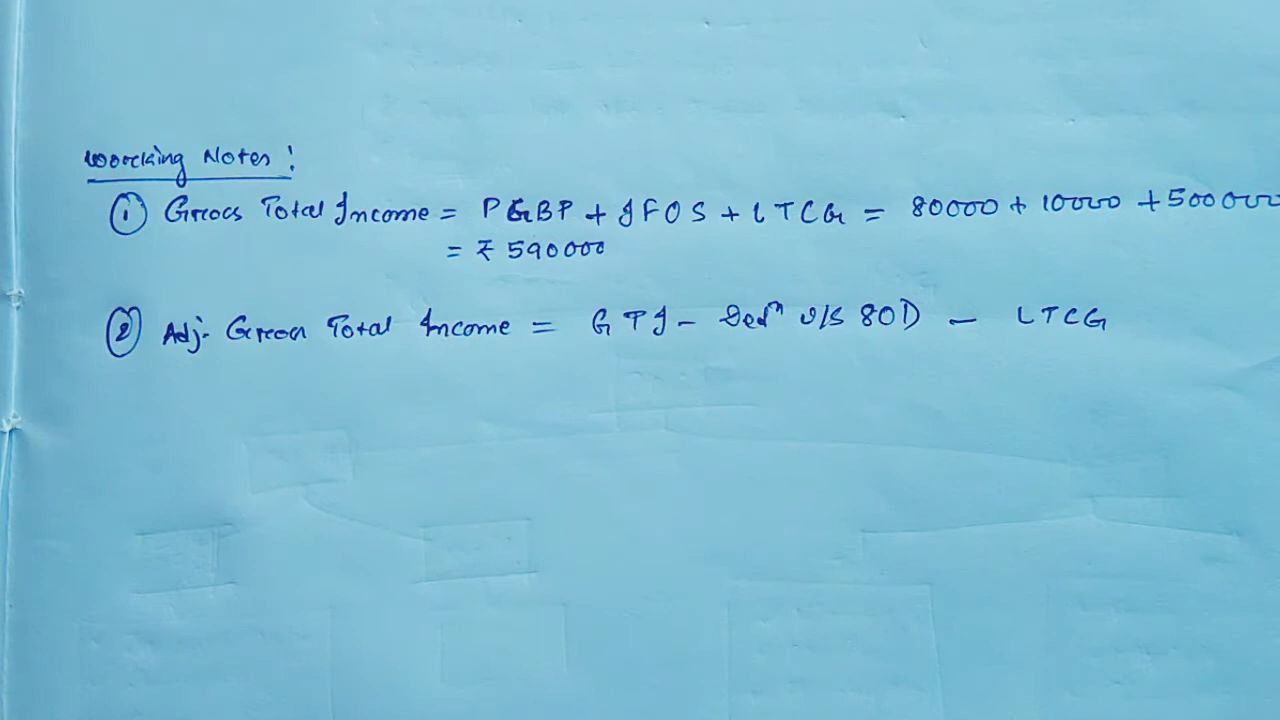 Working Notes:
① Gross Total Income = PGBP + IFOS + LTCG = 80000 + 10000 + 500000
= ₹ 590000
② Adj. Gross Total Income = GTI - Dedⁿ U/S 80D - LTCG